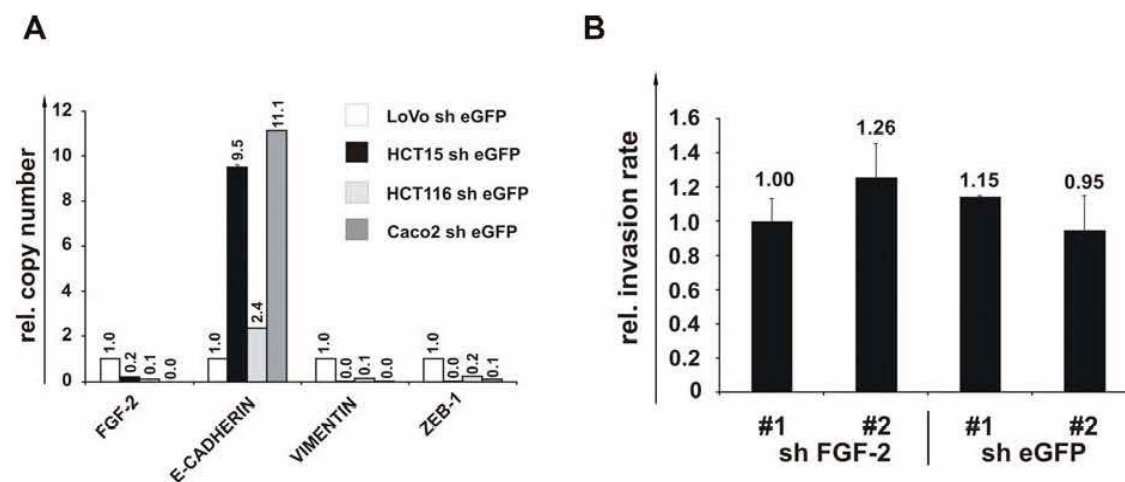 A
rel. copy number
12
10
8
6
4
2
0
1.0
0.2
0.1
0.0
1.0
9.5
2.4
11.1
1.0
0.0
0.1
0.0
1.0
0.0
0.2
0.1
FGF-2
E-CADHERIN
VIMENTIN
ZEB-1
LoVo sh eGFP
HCT15 sh eGFP
HCT116 sh eGFP
Caco2 sh eGFP
B
rel. invasion rate
1.6
1.4
1.2
1.0
0.8
0.6
0.4
0.2
0
1.00
1.26
1.15
0.95
#1 #2 #1 #2
sh FGF-2 sh eGFP